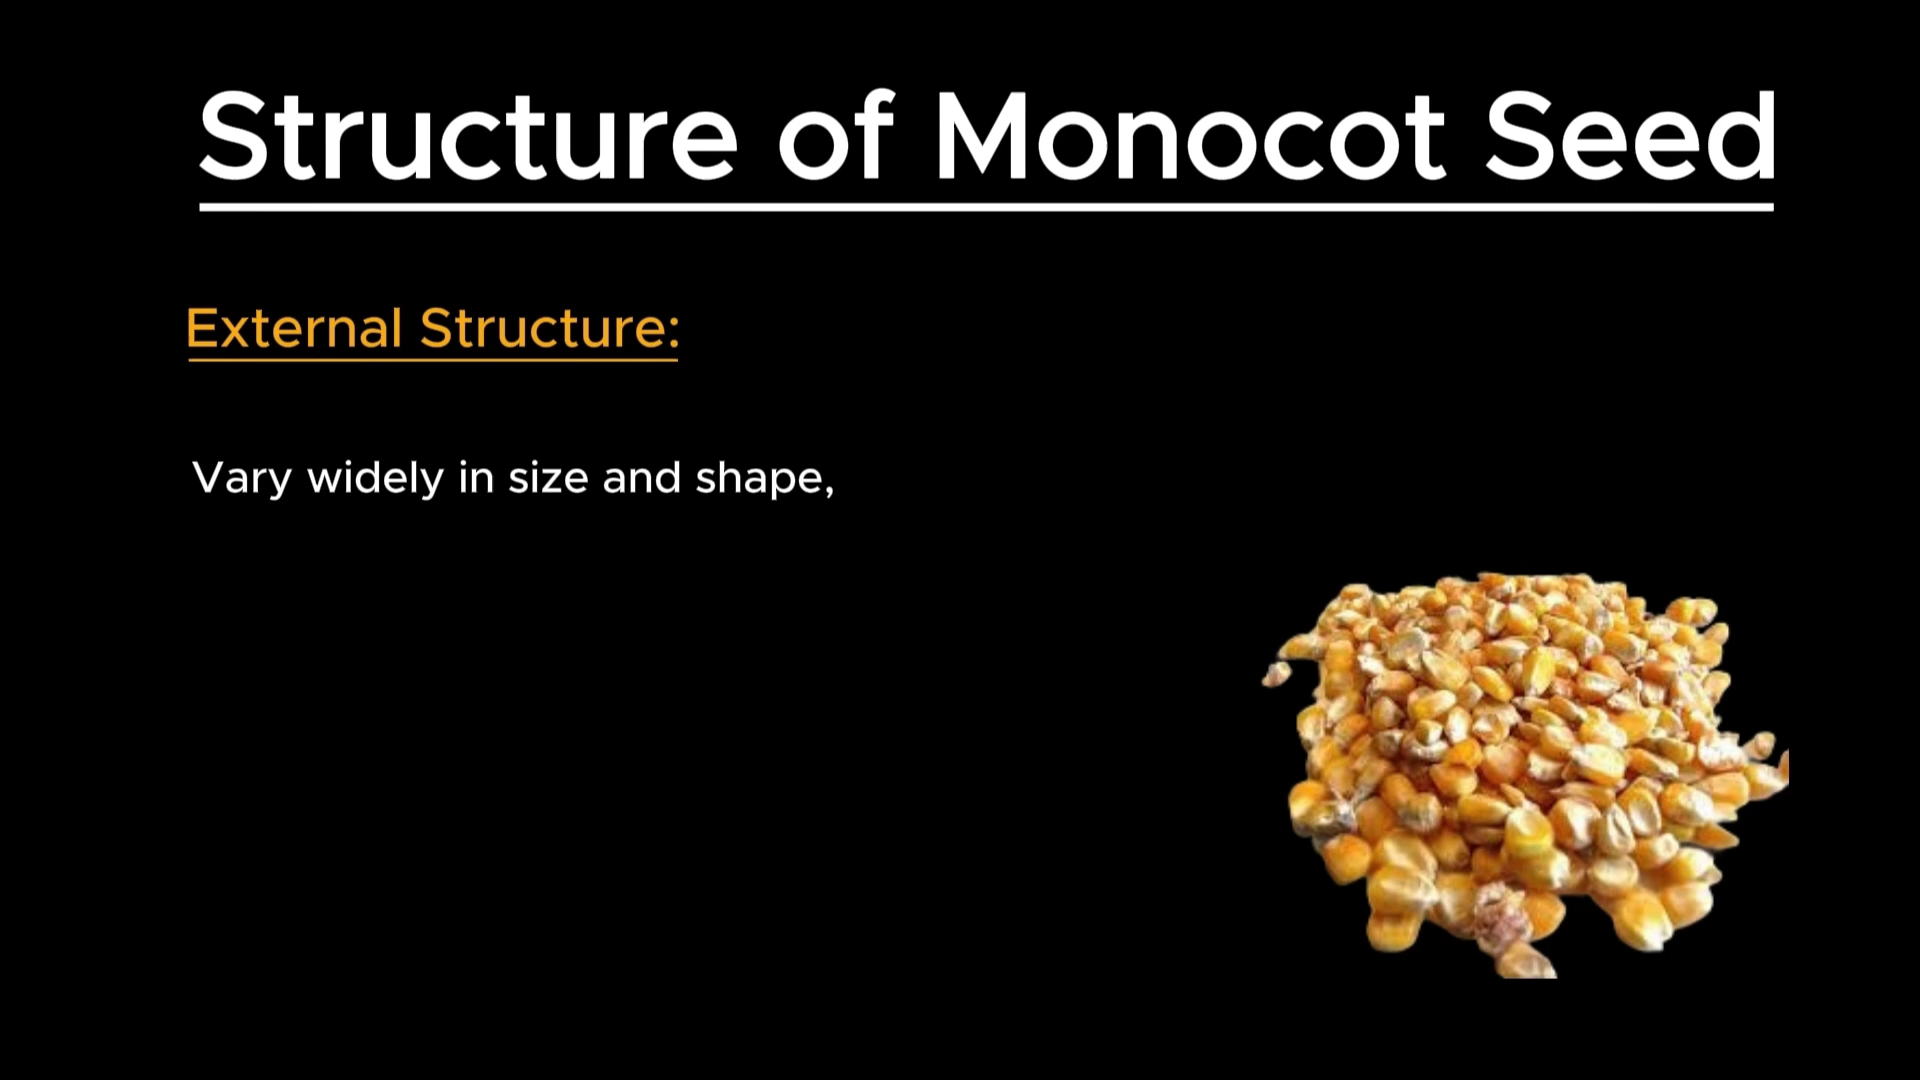 Structure of Monocot Seed
External Structure:
Vary widely in size and shape,